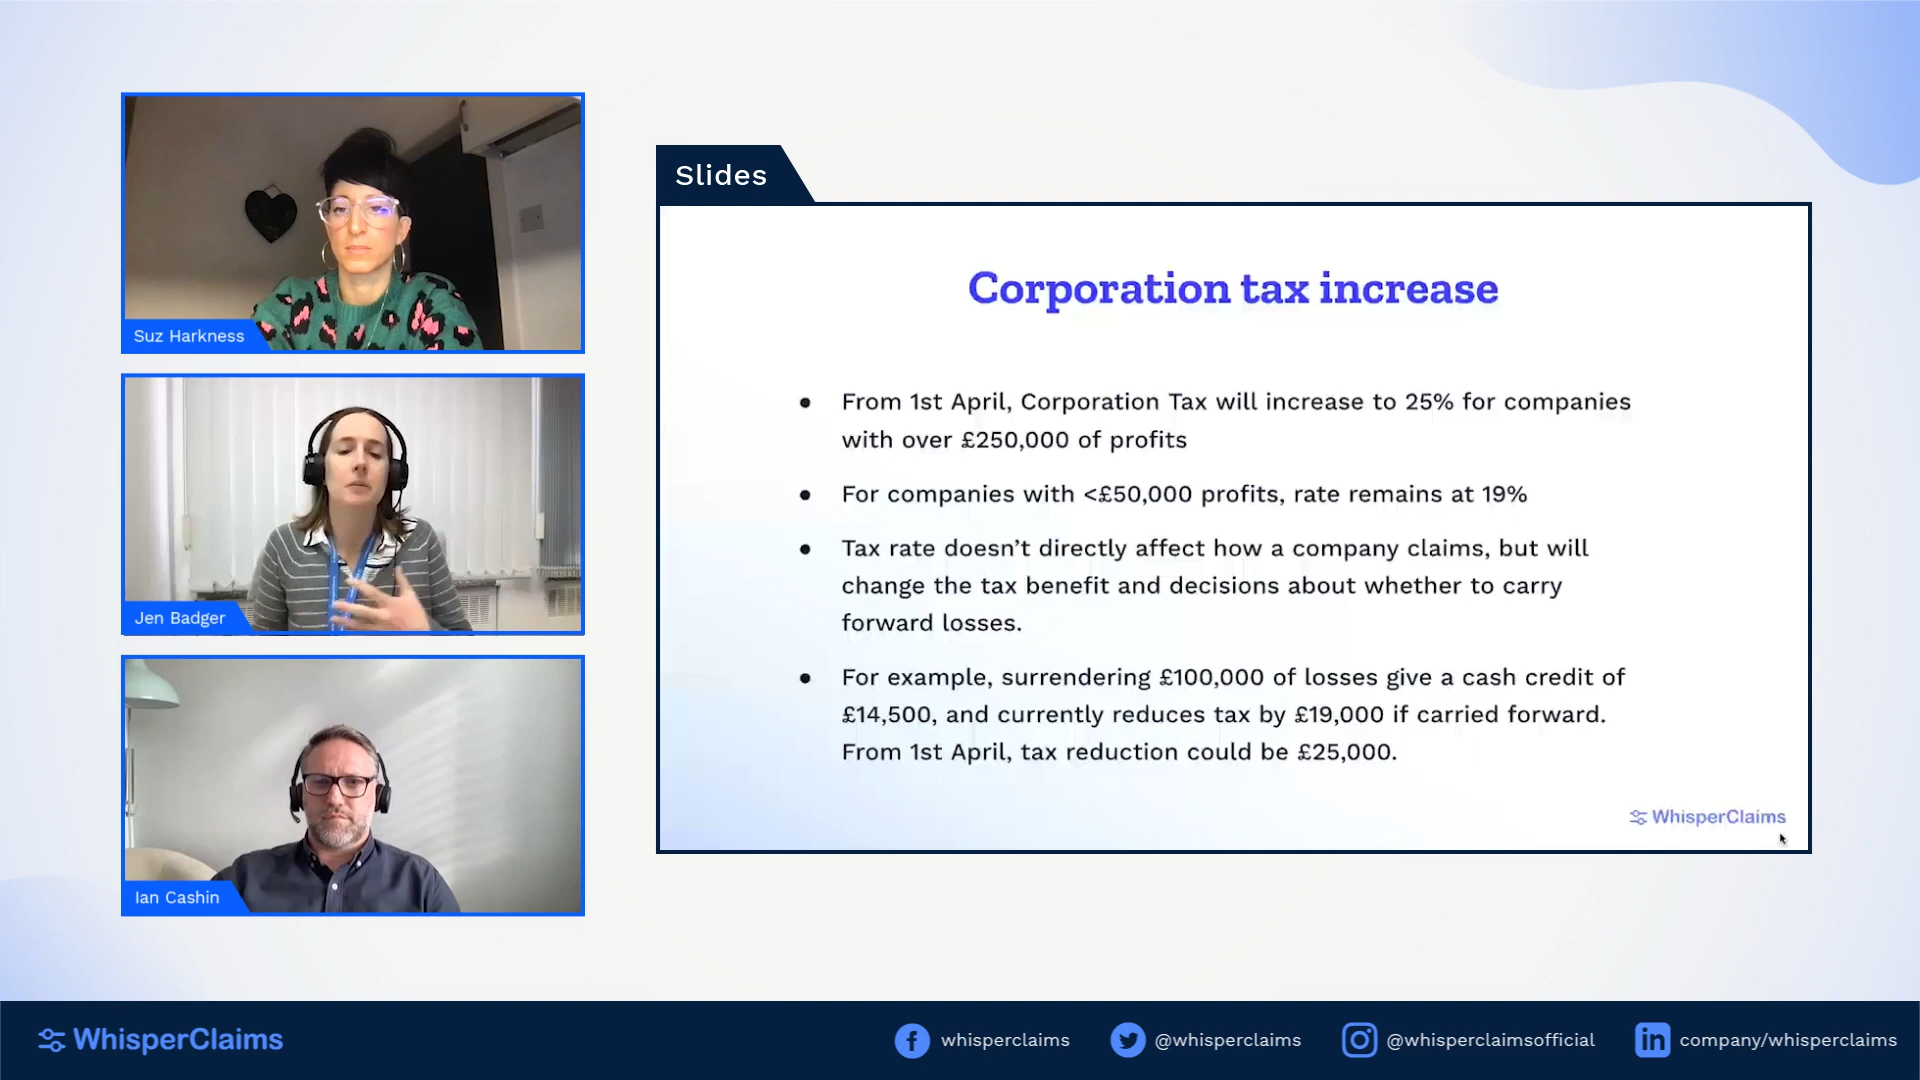 Suz Harkness
Jen Badger
Ian Cashin
Slides
Corporation tax increase
● From 1st April, Corporation Tax will increase to 25% for companies
with over £250,000 of profits
● For companies with <£50,000 profits, rate remains at 19%
● Tax rate doesn’t directly affect how a company claims, but will
change the tax benefit and decisions about whether to carry
forward losses.
● For example, surrendering £100,000 of losses give a cash credit of
£14,500, and currently reduces tax by £19,000 if carried forward.
From 1st April, tax reduction could be £25,000.
WhisperClaims
WhisperClaims
whisperclaims
@whisperclaims
@whisperclaimsofficial
company/whisperclaims